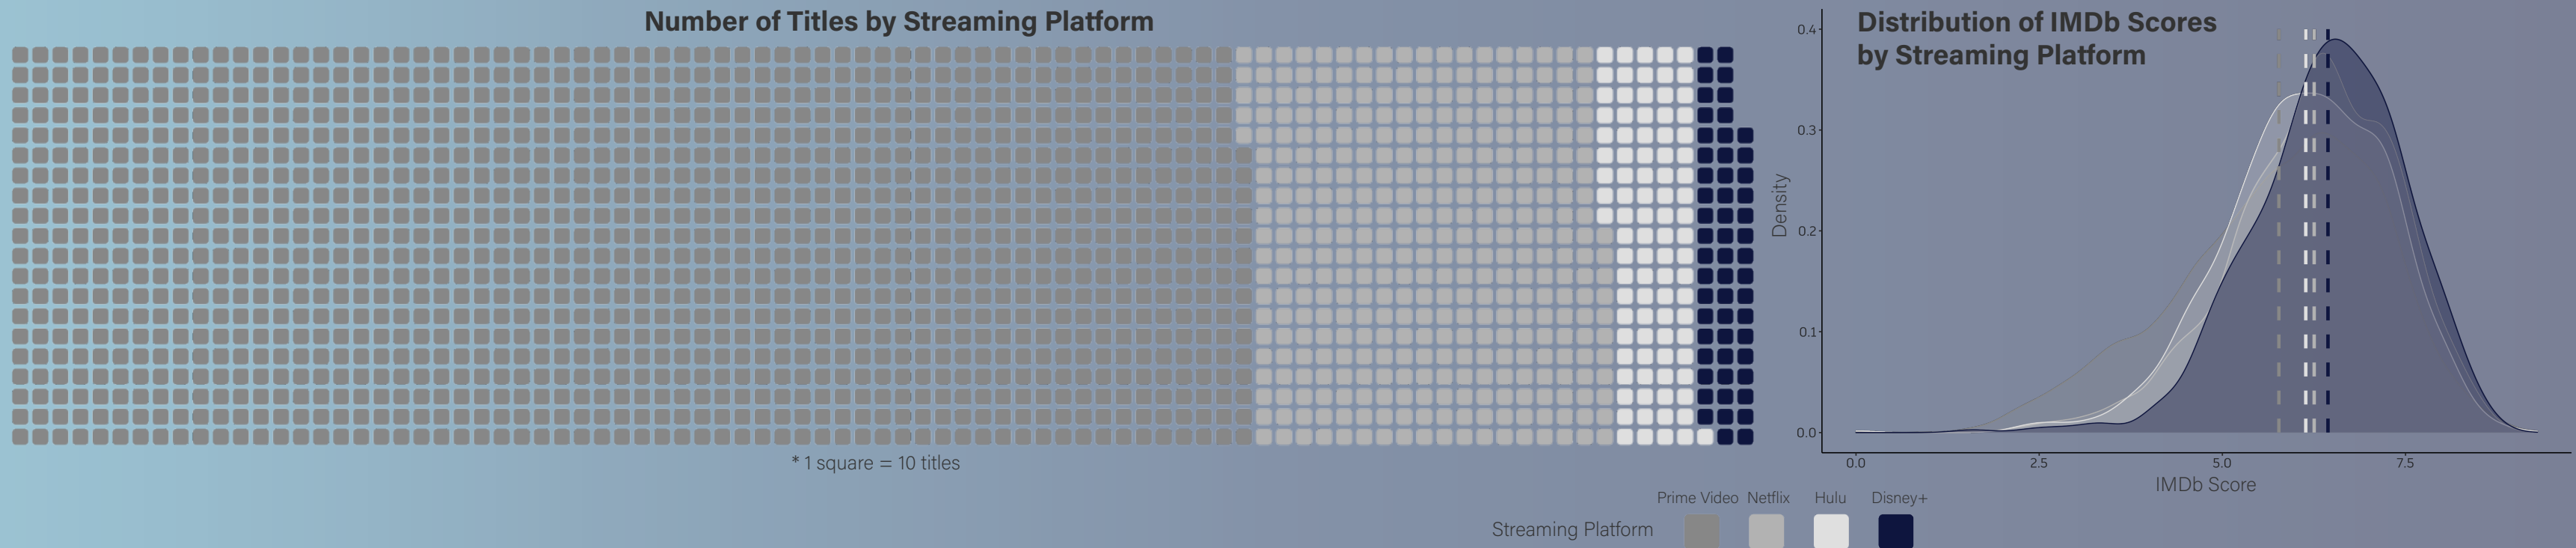 Number of Titles by Streaming Platform
* 1 square = 10 titles
Distribution of IMDb Scores
by Streaming Platform
Density
0.4
0.3
0.2
0.1
0.0
0.0 2.5 5.0 7.5
IMDb Score
Prime Video Netflix Hulu Disney+
Streaming Platform